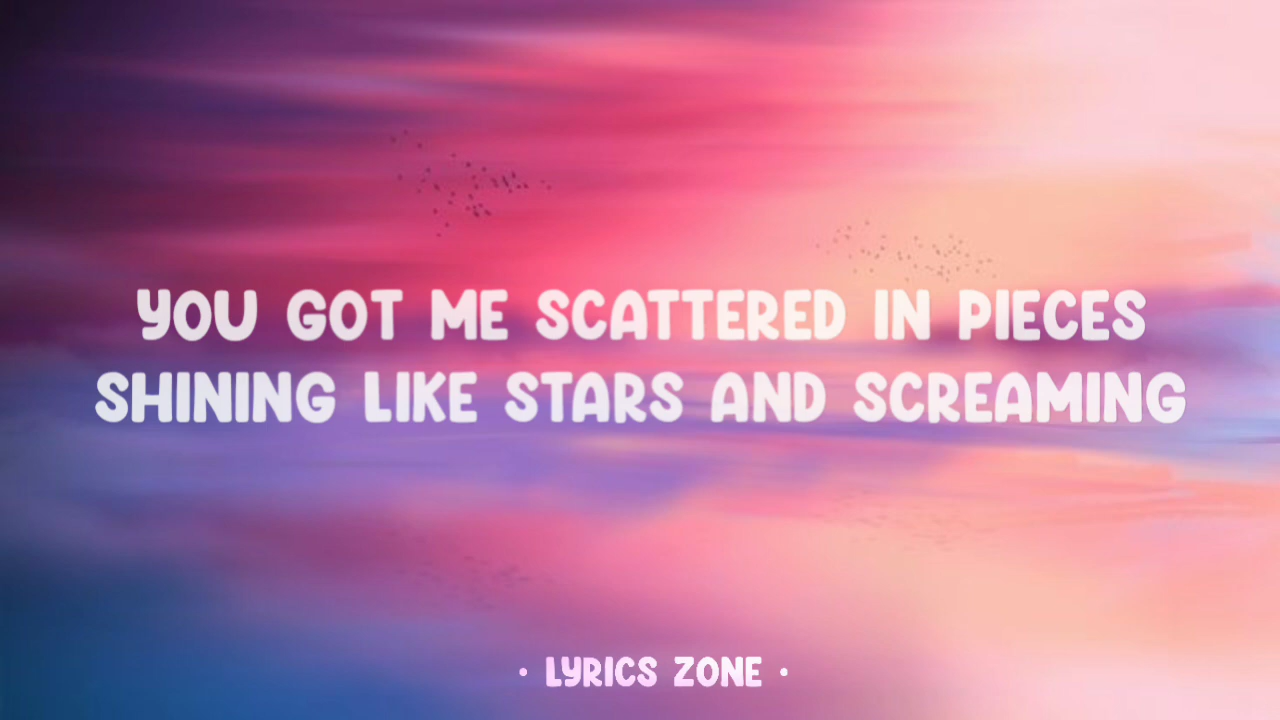 YOU GOT ME SCATTERED IN PIECES
SHINING LIKE STARS AND SCREAMING
• LYRICS ZONE •